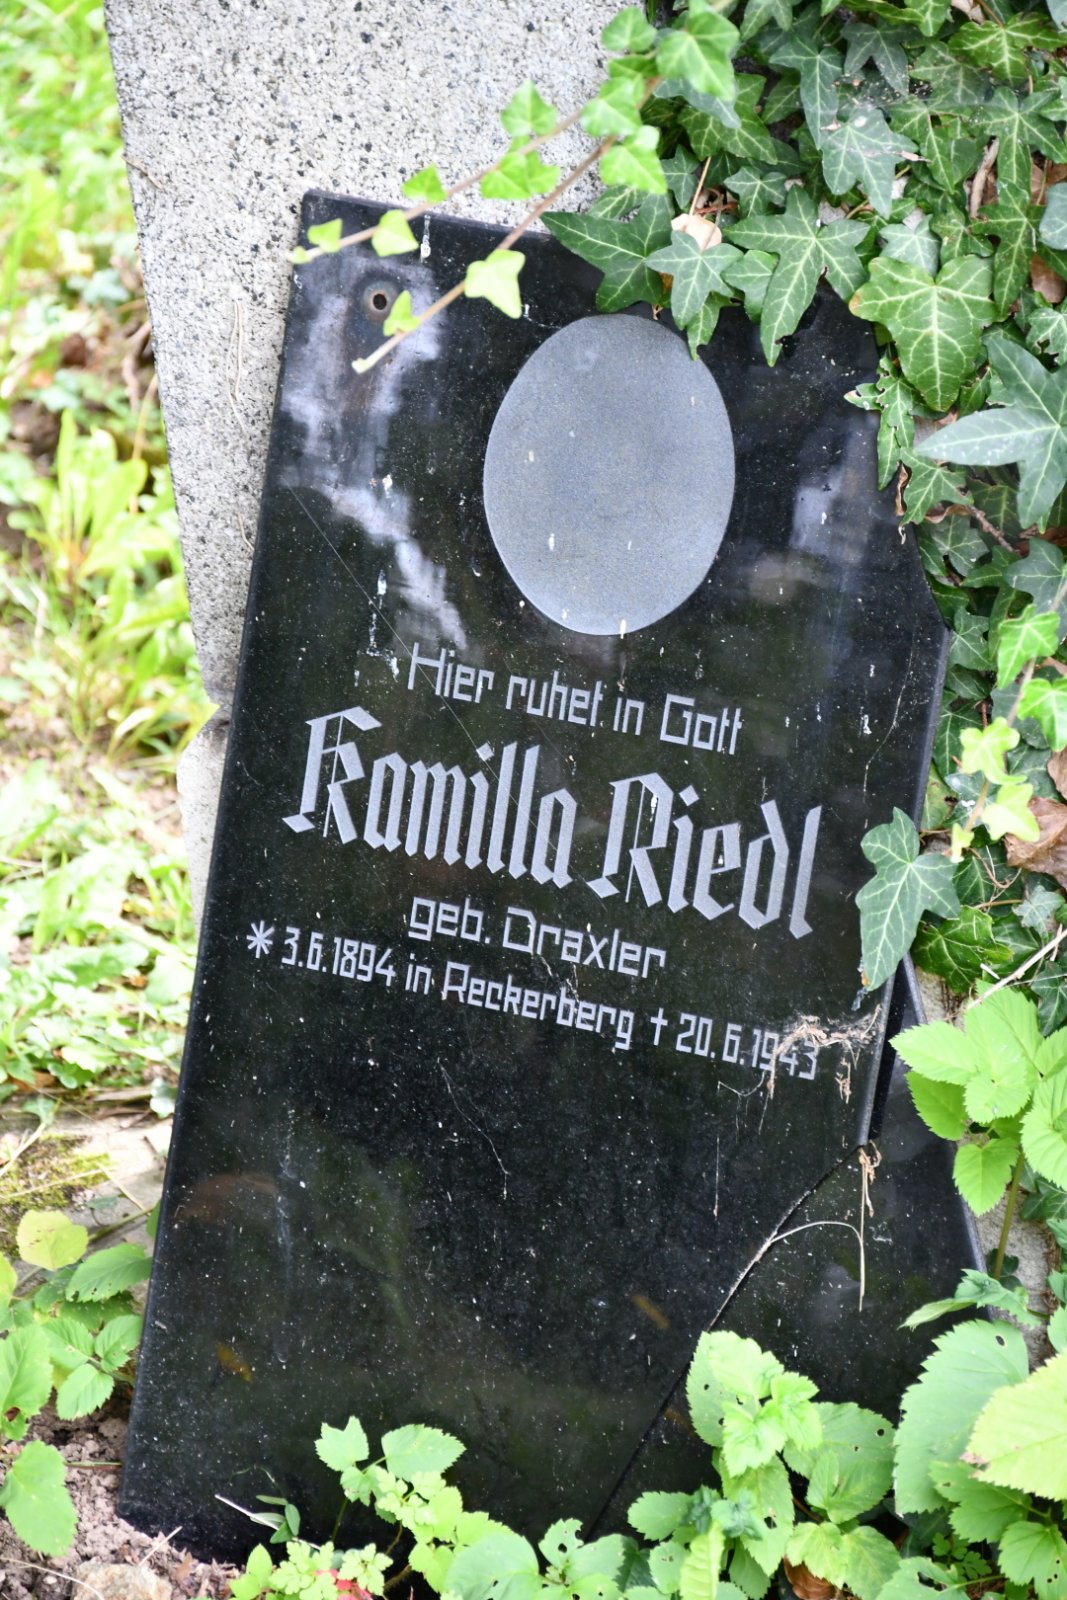 Hier ruhet in Gott
Kamilla Riedl
geb. Draxler
* 3.6.1894 in Reckerberg † 20.6.1943